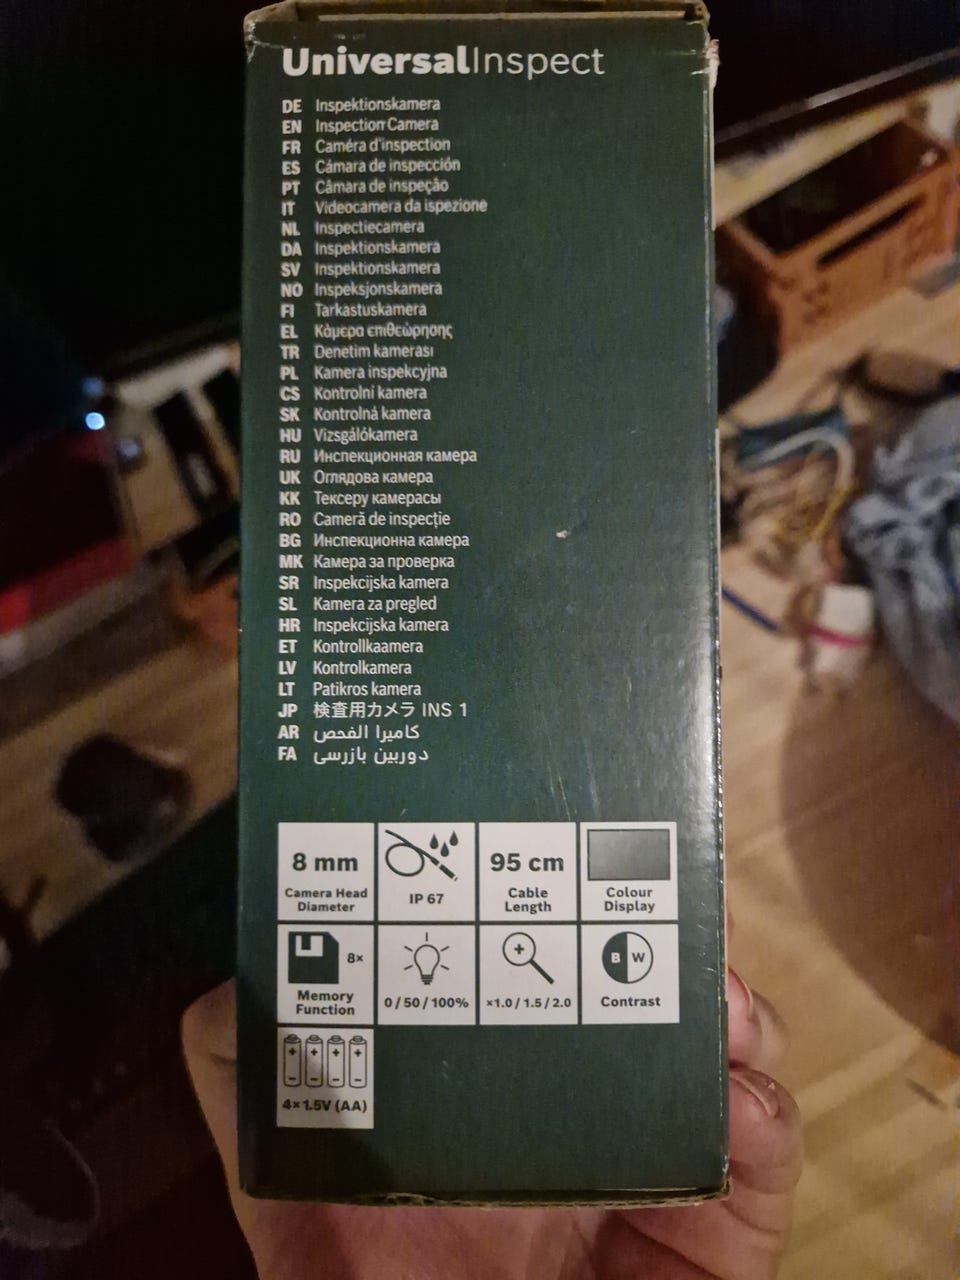 UniversalInspect
DE Inspektionskamera
EN Inspection Camera
FR Caméra d'inspection
ES Cámara de inspección
PT Câmara de inspeção
IT Videocamera da ispezione
NL Inspectiecamera
DA Inspektionskamera
SV Inspektionskamera
NO Inspeksjonskamera
FI Tarkastuskamera
EL Κάμερα επιθεώρησης
TR Denetim kamerası
PL Kamera inspekcyjna
CS Kontrolní kamera
SK Kontrolná kamera
HU Vizsgálókamera
RU Инспекционная камера
UK Оглядова камера
KK Тексеру камерасы
RO Cameră de inspecţie
BG Инспекционна камера
MK Камера за проверка
SR Inspekcijska kamera
SL Kamera za pregled
HR Inspekcijska kamera
ET Kontrollkaamera
LV Kontrolkamera
LT Patikros kamera
JP 検査用カメラ INS 1
AR كاميرا الفحص
FA دوربین بازرسی
8 mm
Camera Head
Diameter
IP 67
95 cm
Cable
Length
Colour
Display
8×
Memory
Function
0 / 50 / 100%
×1.0 / 1.5 / 2.0
B W
Contrast
4×1.5V (AA)